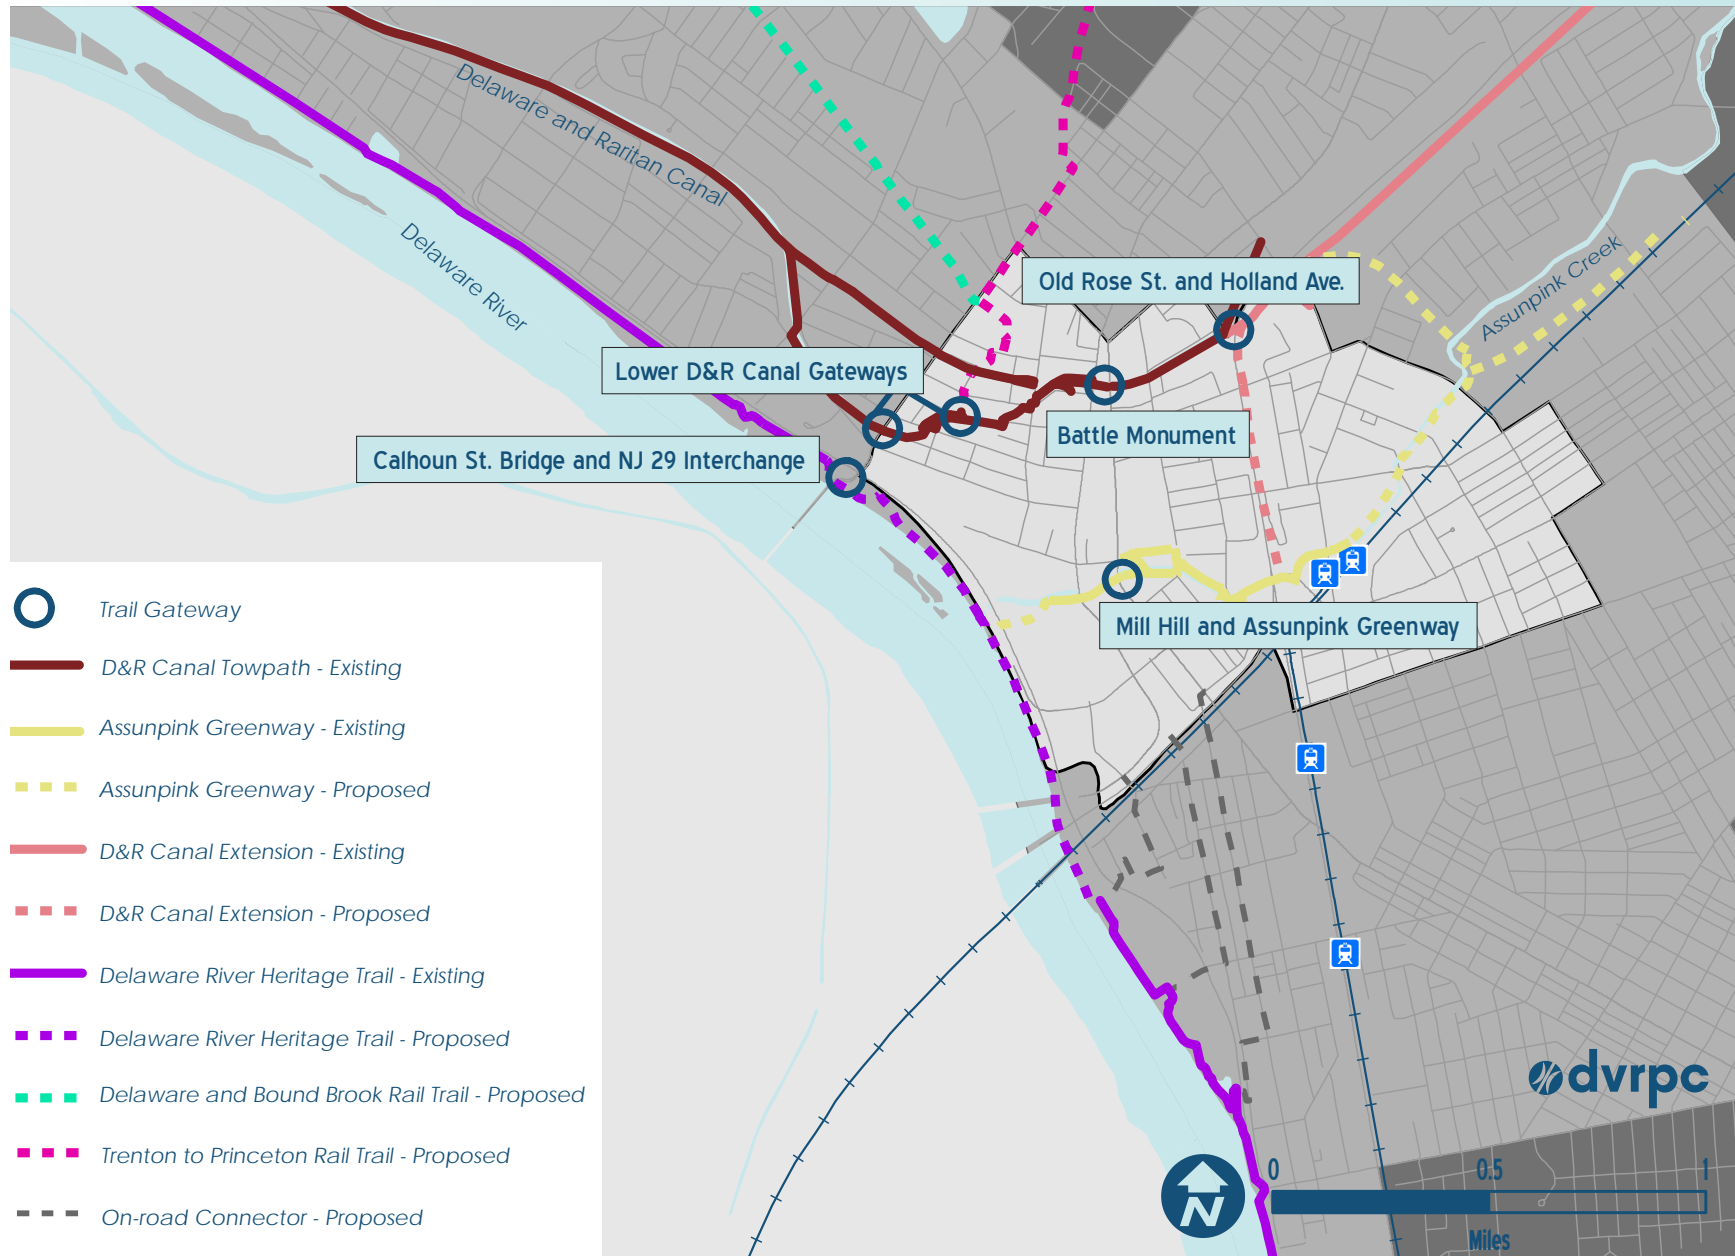 Delaware and Raritan Canal
Delaware River
Assunpink Creek
Old Rose St. and Holland Ave.
Lower D&R Canal Gateways
Battle Monument
Calhoun St. Bridge and NJ 29 Interchange
Mill Hill and Assunpink Greenway
Trail Gateway
D&R Canal Towpath - Existing
Assunpink Greenway - Existing
Assunpink Greenway - Proposed
D&R Canal Extension - Existing
D&R Canal Extension - Proposed
Delaware River Heritage Trail - Existing
Delaware River Heritage Trail - Proposed
Delaware and Bound Brook Rail Trail - Proposed
Trenton to Princeton Rail Trail - Proposed
On-road Connector - Proposed
dvrpc
N
0 0.5 1
Miles